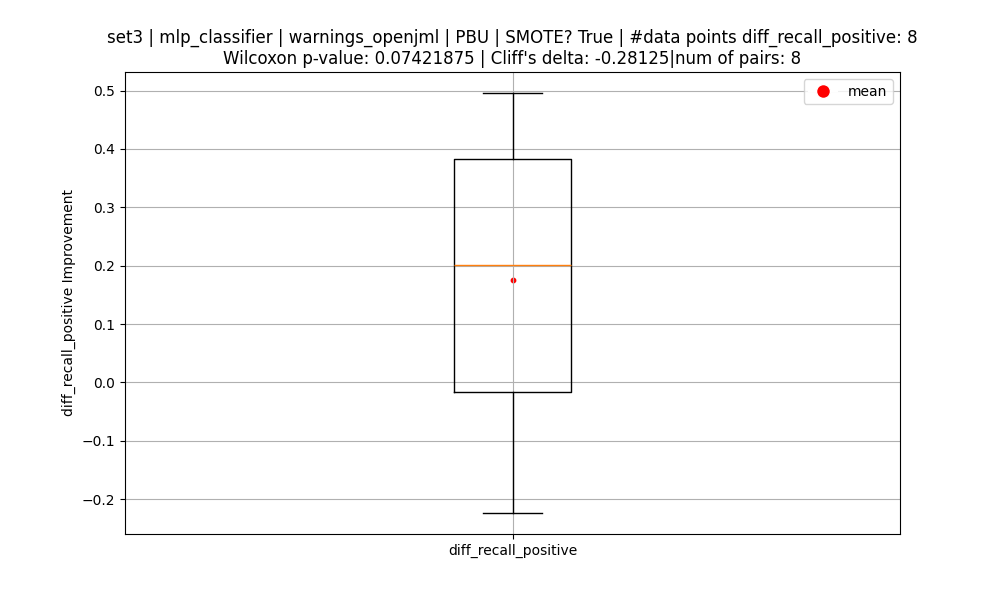 set3 | mlp_classifier | warnings_openjml | PBU | SMOTE? True | #data points diff_recall_positive: 8
Wilcoxon p-value: 0.07421875 | Cliff's delta: -0.28125|num of pairs: 8
mean
0.5
0.4
0.3
0.2
0.1
0.0
−0.1
−0.2
diff_recall_positive Improvement
diff_recall_positive